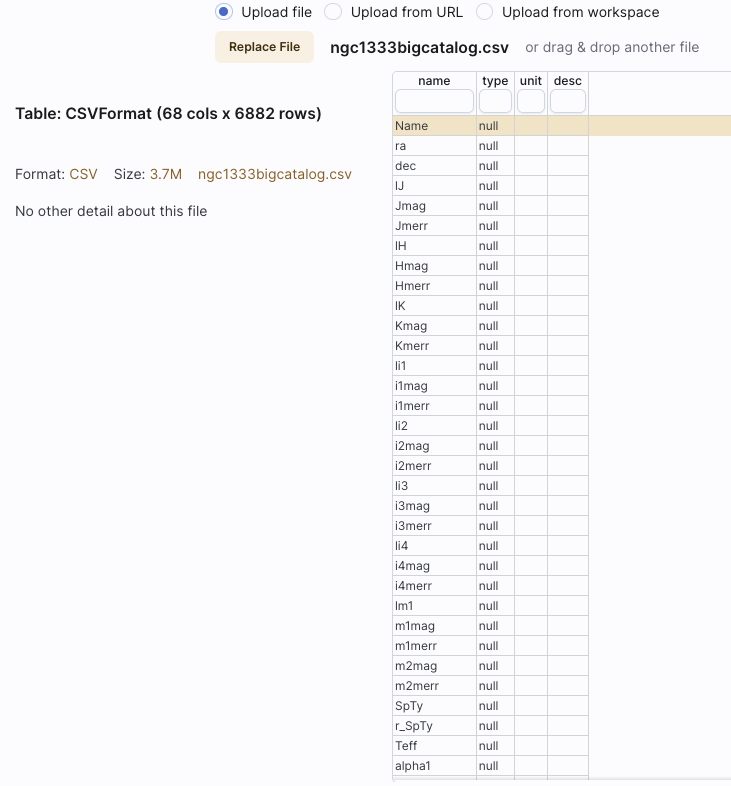 Upload file Upload from URL Upload from workspace
Replace File ngc1333bigcatalog.csv or drag & drop another file
name type unit desc
Table: CSVFormat (68 cols x 6882 rows)
Format: CSV Size: 3.7M ngc1333bigcatalog.csv
No other detail about this file
Name null
ra null
dec null
lJ null
Jmag null
Jmerr null
lH null
Hmag null
Hmerr null
lK null
Kmag null
Kmerr null
li1 null
i1mag null
i1merr null
li2 null
i2mag null
i2merr null
li3 null
i3mag null
i3merr null
li4 null
i4mag null
i4merr null
lm1 null
m1mag null
m1merr null
m2mag null
m2merr null
SpTy null
r_SpTy null
Teff null
alpha1 null